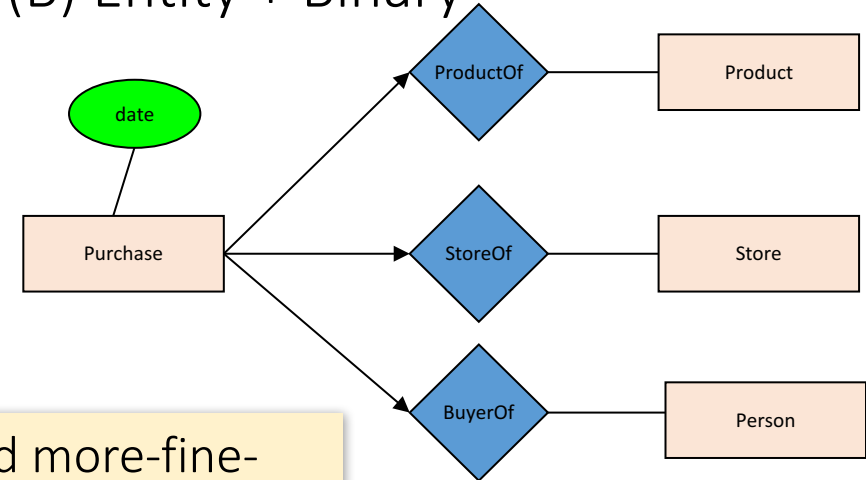 (B) Entity + Binary
ProductOf
Product
date
Purchase
StoreOf
Store
BuyerOf
Person
more-fine-